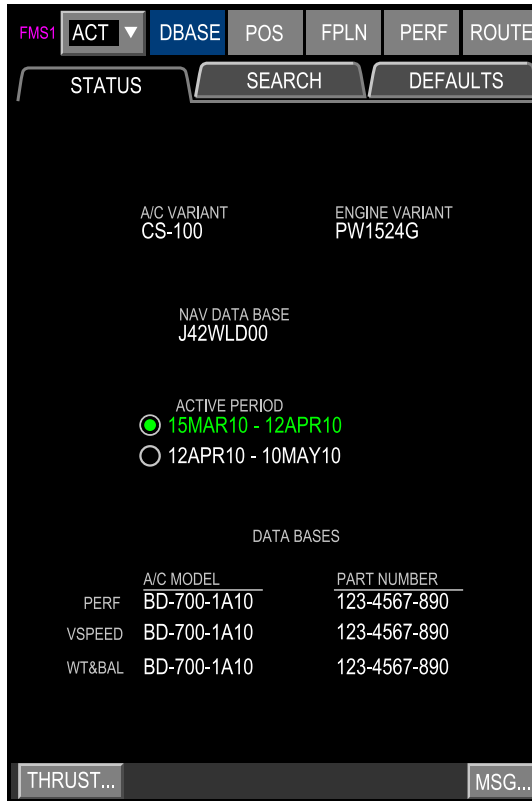 FMS1 ACT DBASE POS FPLN PERF ROUTE
STATUS SEARCH DEFAULTS
A/C VARIANT ENGINE VARIANT
CS-100 PW1524G
NAV DATA BASE
J42WLD00
ACTIVE PERIOD
15MAR10 - 12APR10
12APR10 - 10MAY10
DATA BASES
A/C MODEL PART NUMBER
PERF BD-700-1A10 123-4567-890
VSPEED BD-700-1A10 123-4567-890
WT&BAL BD-700-1A10 123-4567-890
THRUST... MSG...